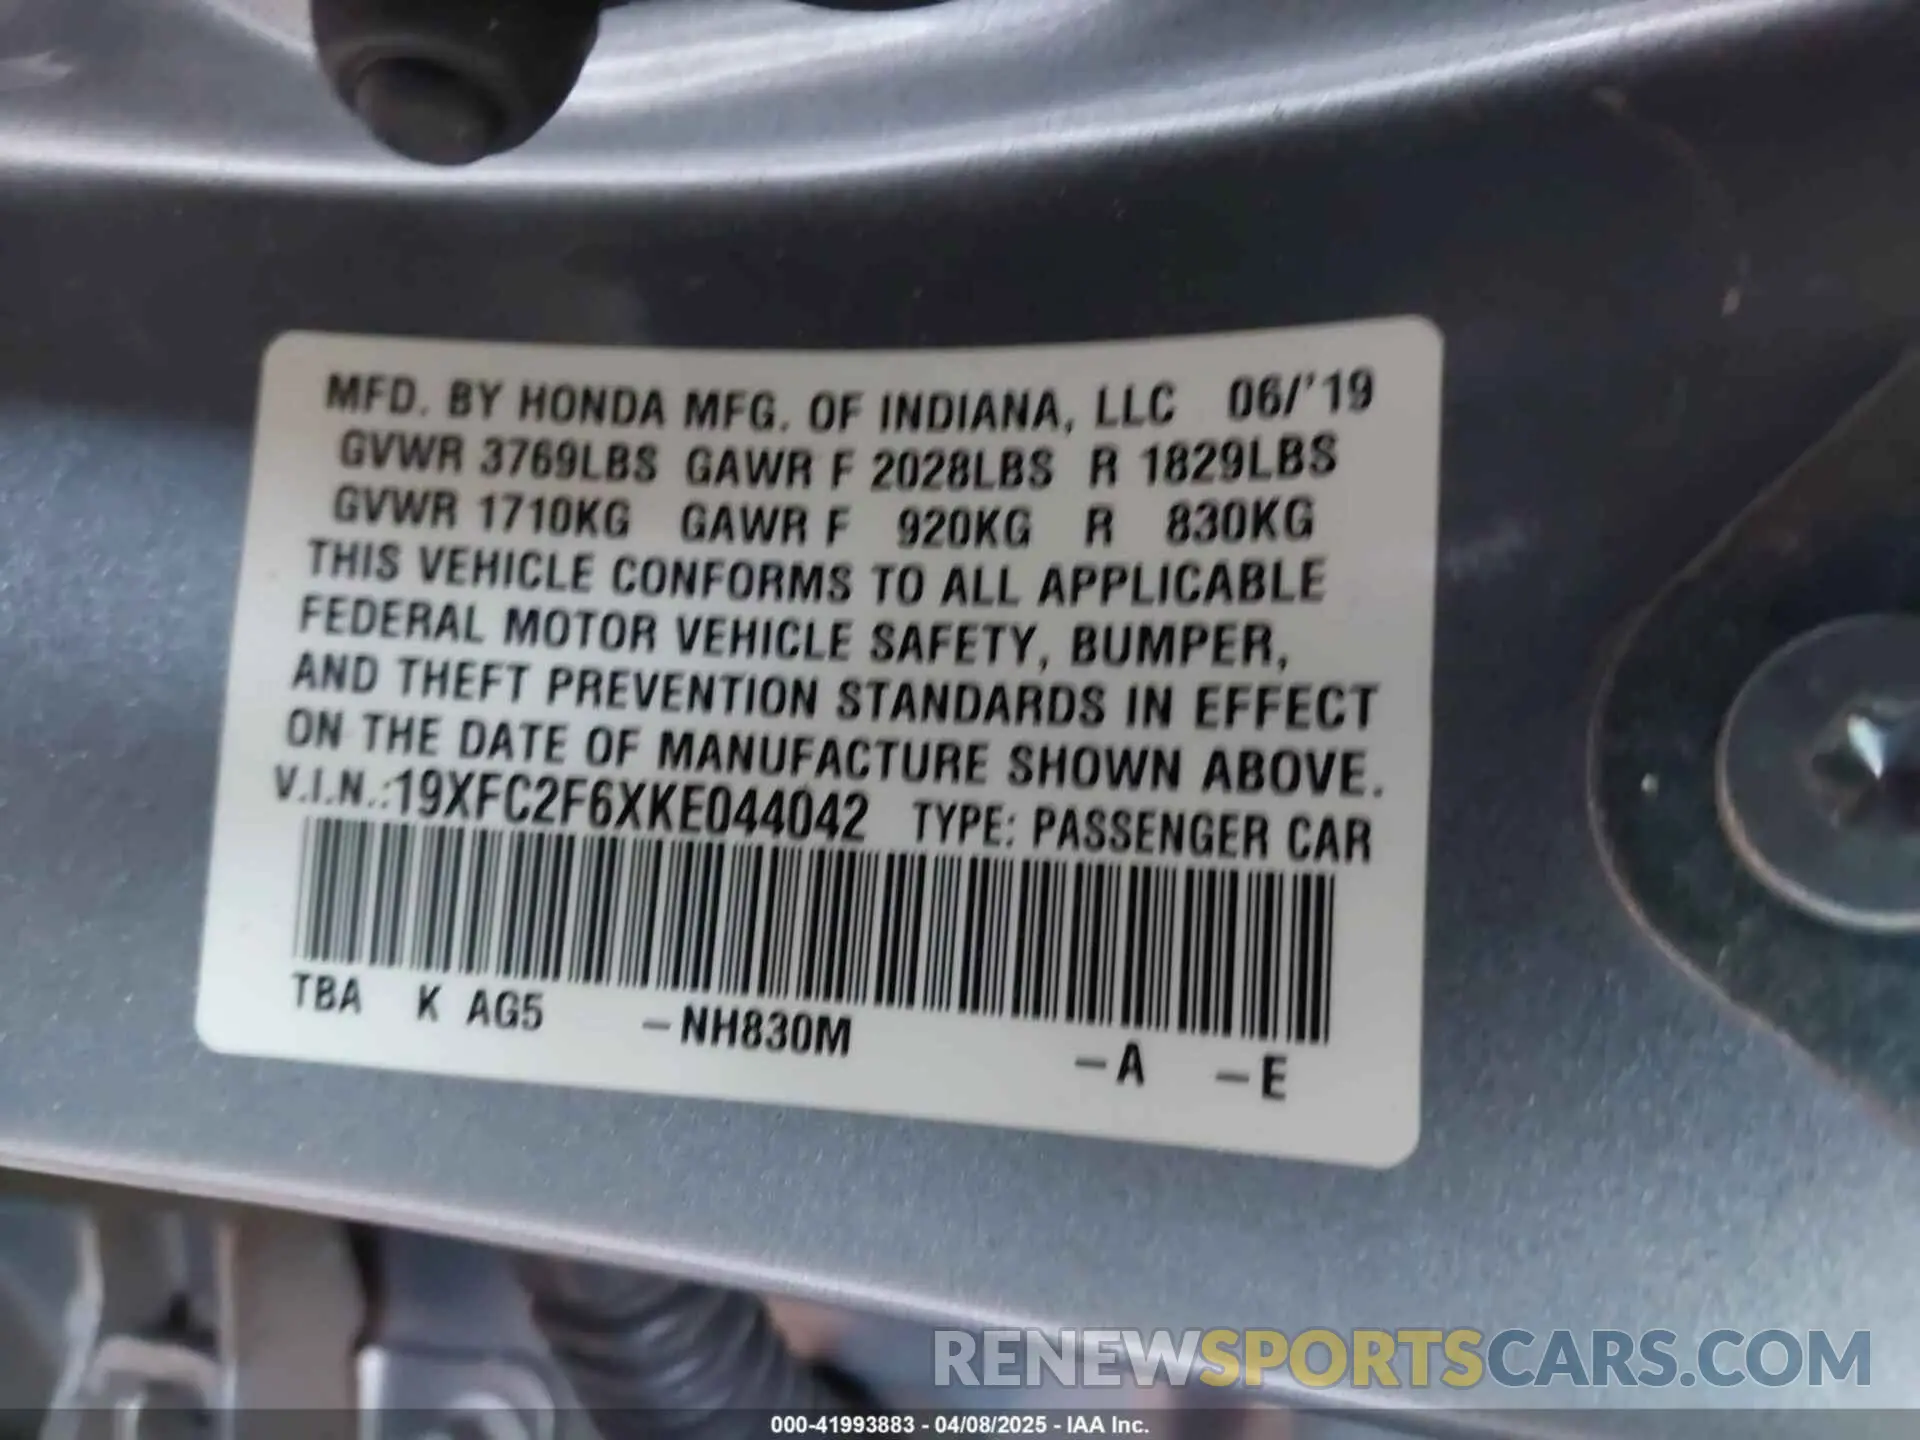 MFD. BY HONDA MFG. OF INDIANA, LLC 06/'19
GVWR 3769LBS GAWR F 2028LBS R 1829LBS
GVWR 1710KG GAWR F 920KG R 830KG
THIS VEHICLE CONFORMS TO ALL APPLICABLE
FEDERAL MOTOR VEHICLE SAFETY, BUMPER,
AND THEFT PREVENTION STANDARDS IN EFFECT
ON THE DATE OF MANUFACTURE SHOWN ABOVE.
V.I.N.:19XFC2F6XKE044042 TYPE: PASSENGER CAR
TBA K AG5 -NH830M -A -E
RENEWSPORTSCARS.COM
000-41993883 - 04/08/2025 - IAA Inc.